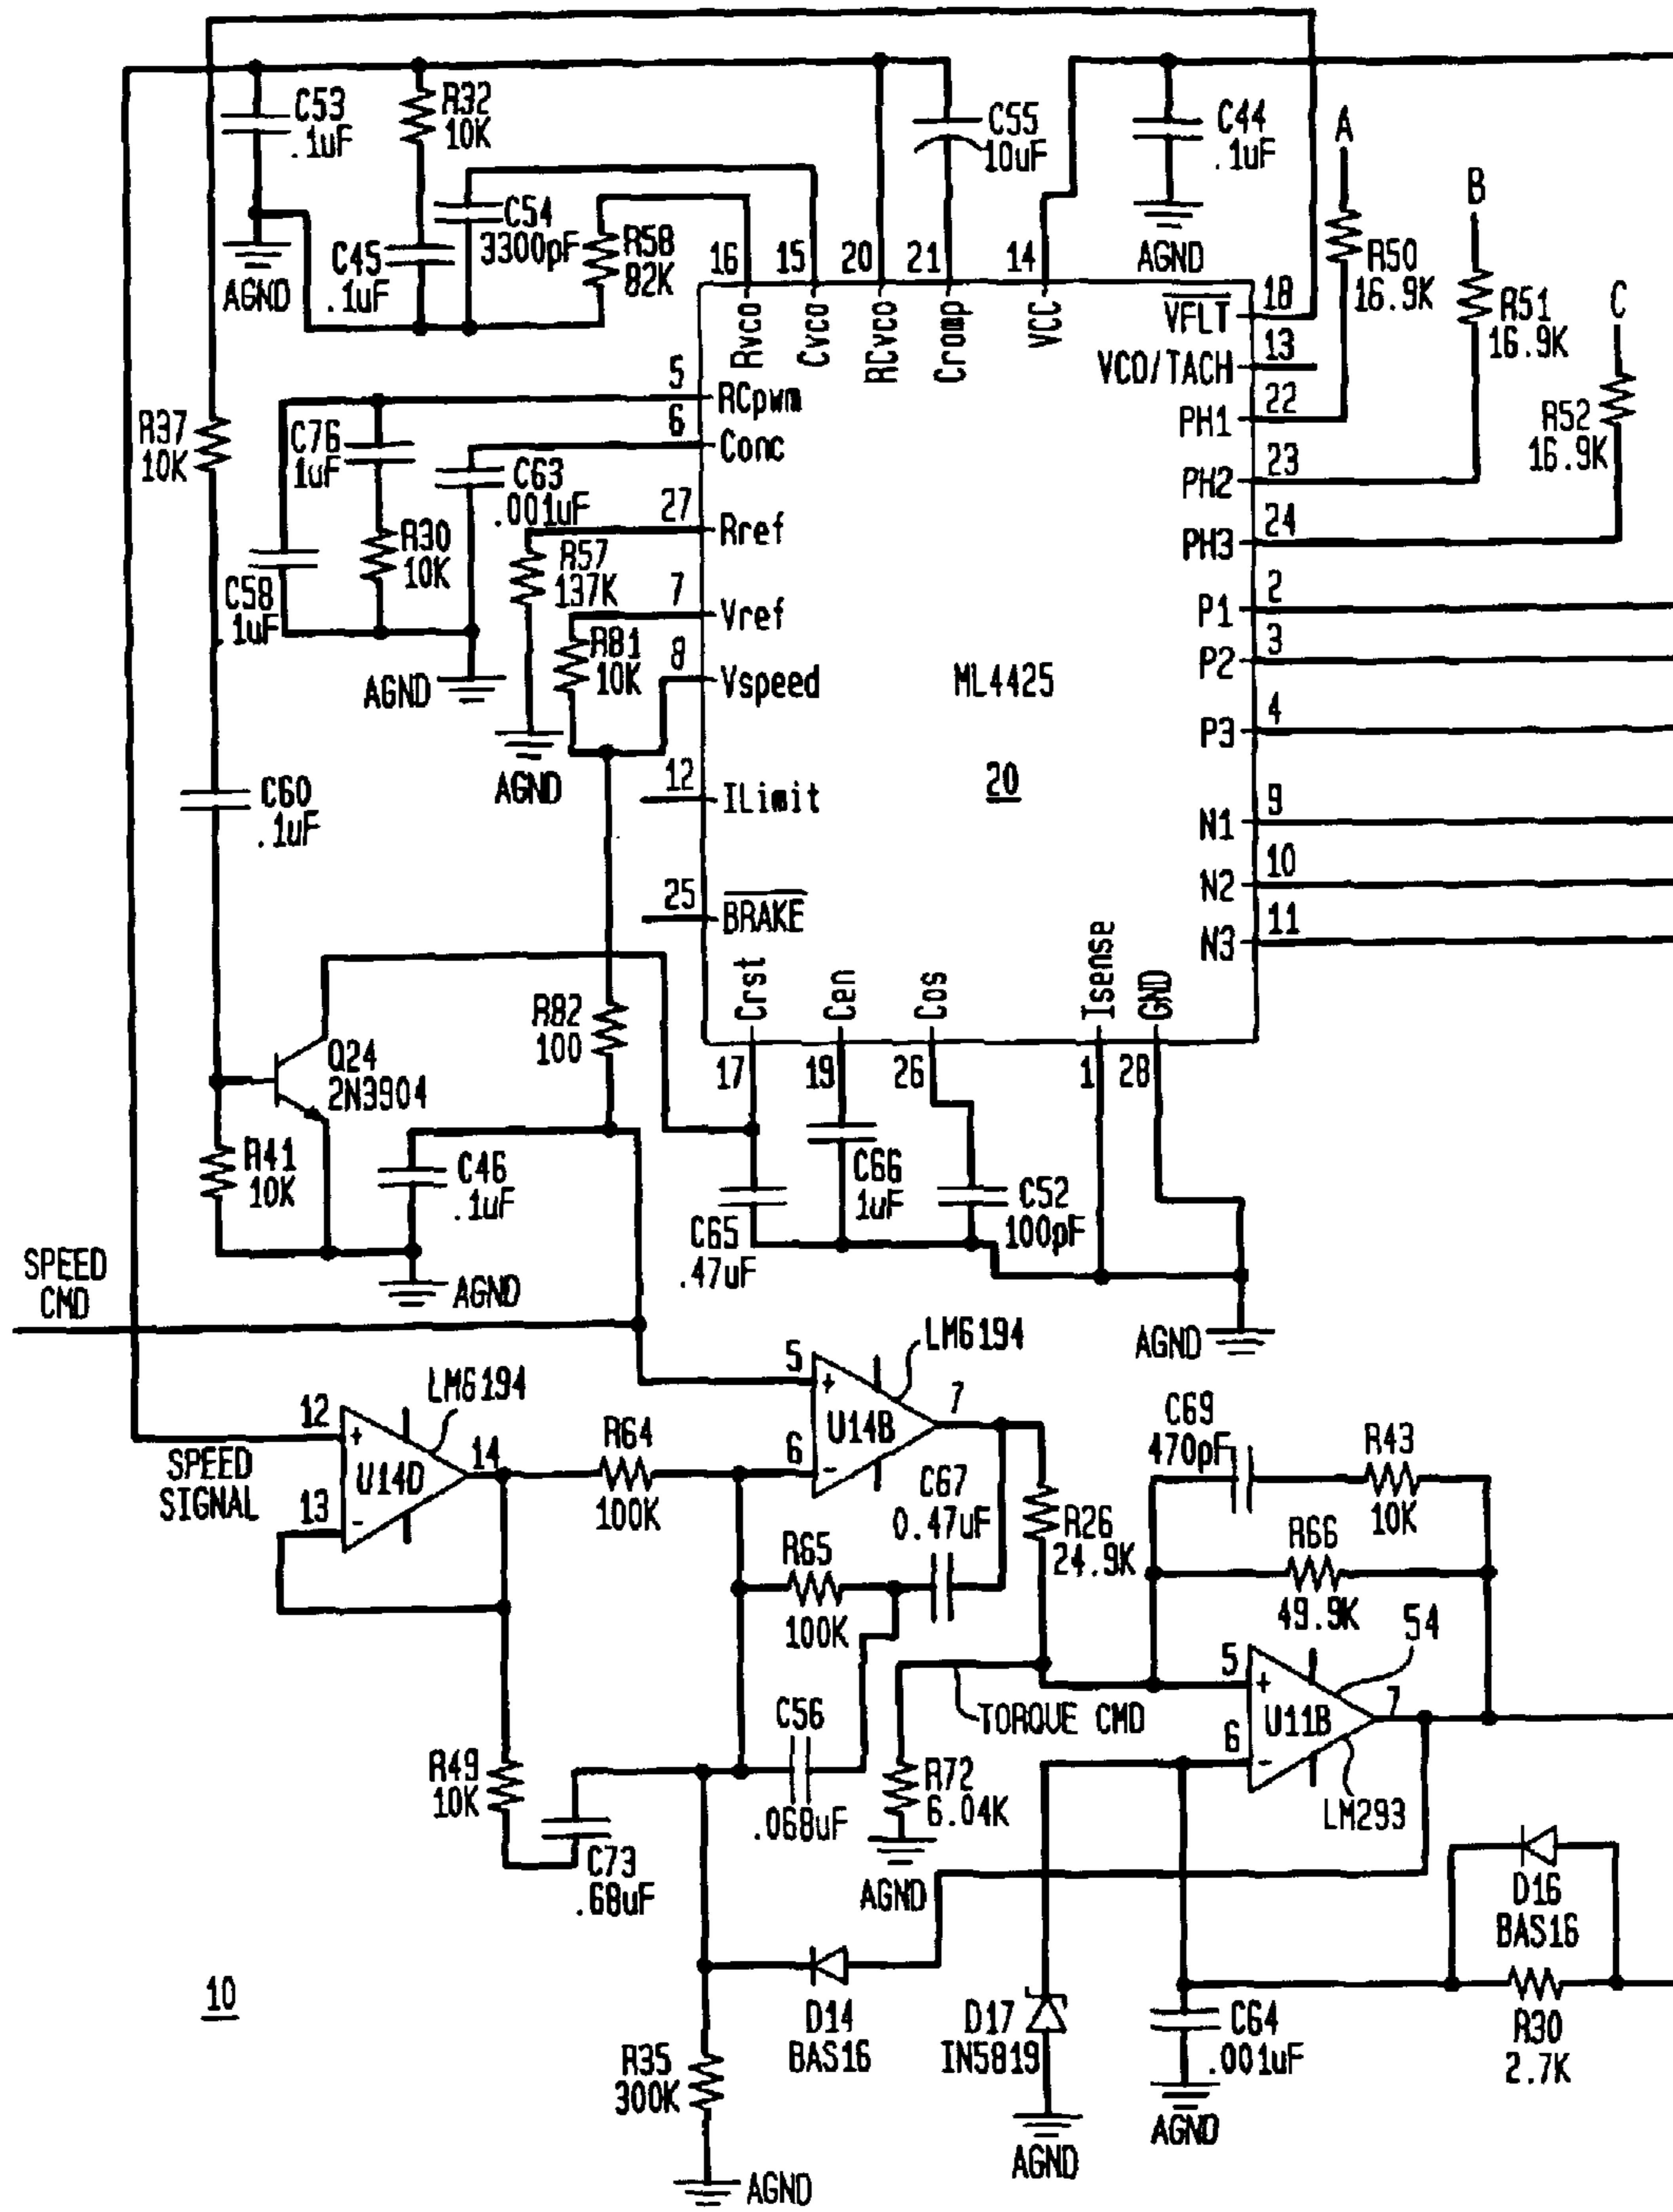 C53
.1uF
AGND
R32
10K
C45
.1uF
C54
3300pF
R58
82K
C55
10uF
C44
.1uF
AGND
A
R50
16.9K
B
R51
16.9K
C
R52
16.9K
16
15
20
21
14
Rvco
Cvco
RCvco
Cromp
VCC
VFLT
18
VCO/TACH
13
PH1
22
PH2
23
PH3
24
P1
2
P2
3
P3
4
N1
9
N2
10
N3
11
5
RCpwm
6
Conc
27
Rref
7
Vref
8
Vspeed
12
ILimit
25
BRAKE
ML4425
20
R37
10K
C76
1uF
C63
.001uF
R30
10K
C58
1uF
AGND
R57
137K
AGND
R81
10K
C60
.1uF
Crst
Cen
Cos
Isense
GND
17
19
26
1
28
Q24
2N3904
R82
100
R41
10K
C46
.1uF
AGND
C65
.47uF
C66
1uF
C52
100pF
AGND
SPEED
CMD
12
+
LM6194
U14D
14
SPEED
SIGNAL
13
-
R64
100K
5
+
LM6194
U14B
7
6
-
R65
100K
C67
0.47uF
R26
24.9K
C69
470pF
R43
10K
R66
49.9K
54
5
+
U11B
7
6
-
LM293
TORQUE CMD
C56
.068uF
R72
6.04K
AGND
R49
10K
C73
.68uF
D16
BAS16
R30
2.7K
D14
BAS16
D17
IN5819
AGND
C64
.001uF
AGND
R35
300K
AGND
10